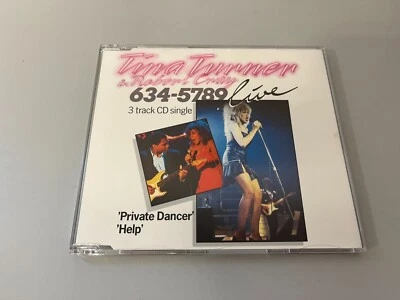 Tina Turner
& Robert Cray
634-5789 live
3 track CD single
'Private Dancer'
'Help'